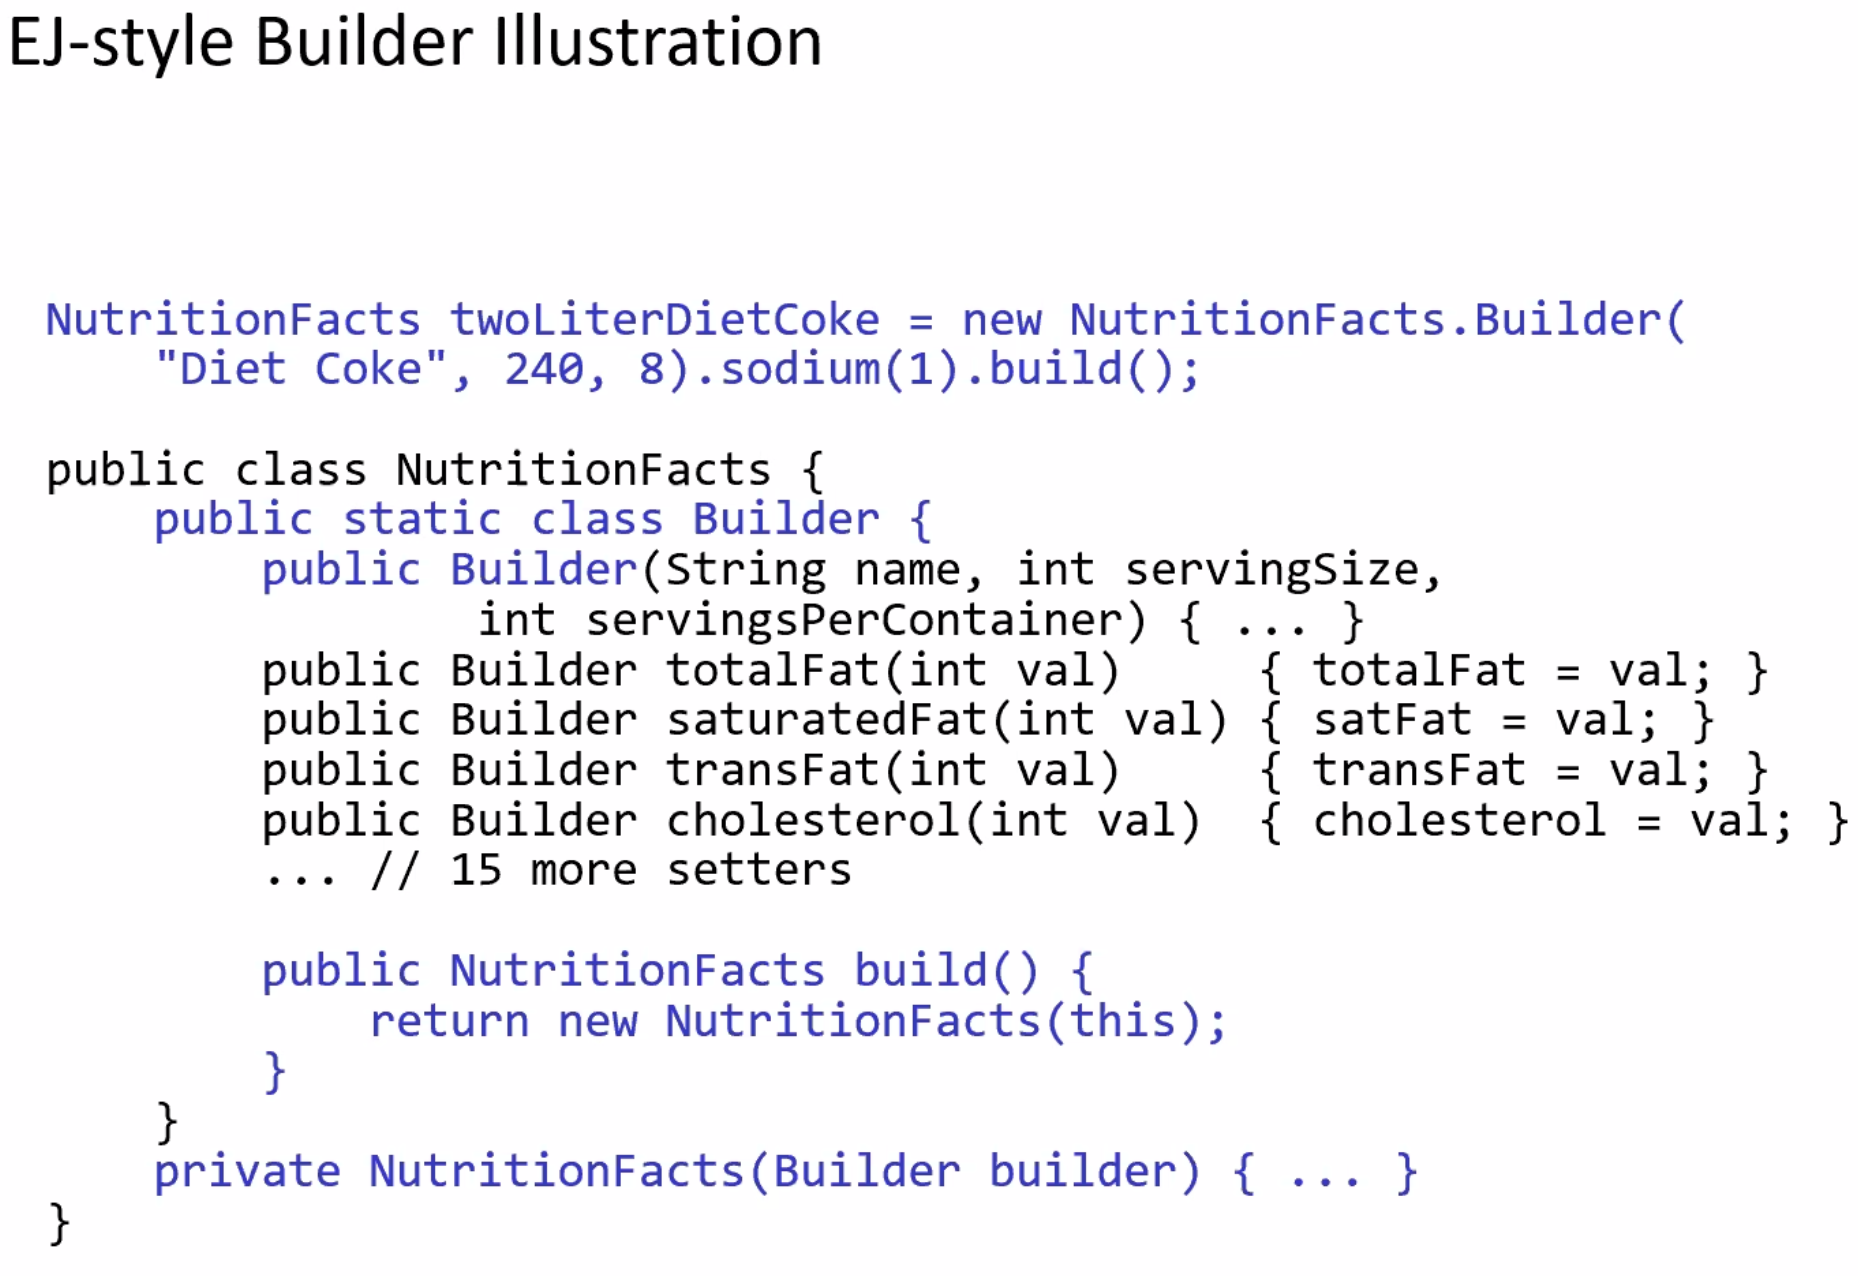 EJ-style Builder Illustration
NutritionFacts twoLiterDietCoke = new NutritionFacts.Builder(
"Diet Coke", 240, 8).sodium(1).build();
public class NutritionFacts {
public static class Builder {
public Builder(String name, int servingSize,
int servingsPerContainer) { ... }
public Builder totalFat(int val) { totalFat = val; }
public Builder saturatedFat(int val) { satFat = val; }
public Builder transFat(int val) { transFat = val; }
public Builder cholesterol(int val) { cholesterol = val; }
... // 15 more setters
public NutritionFacts build() {
return new NutritionFacts(this);
}
}
private NutritionFacts(Builder builder) { ... }
}